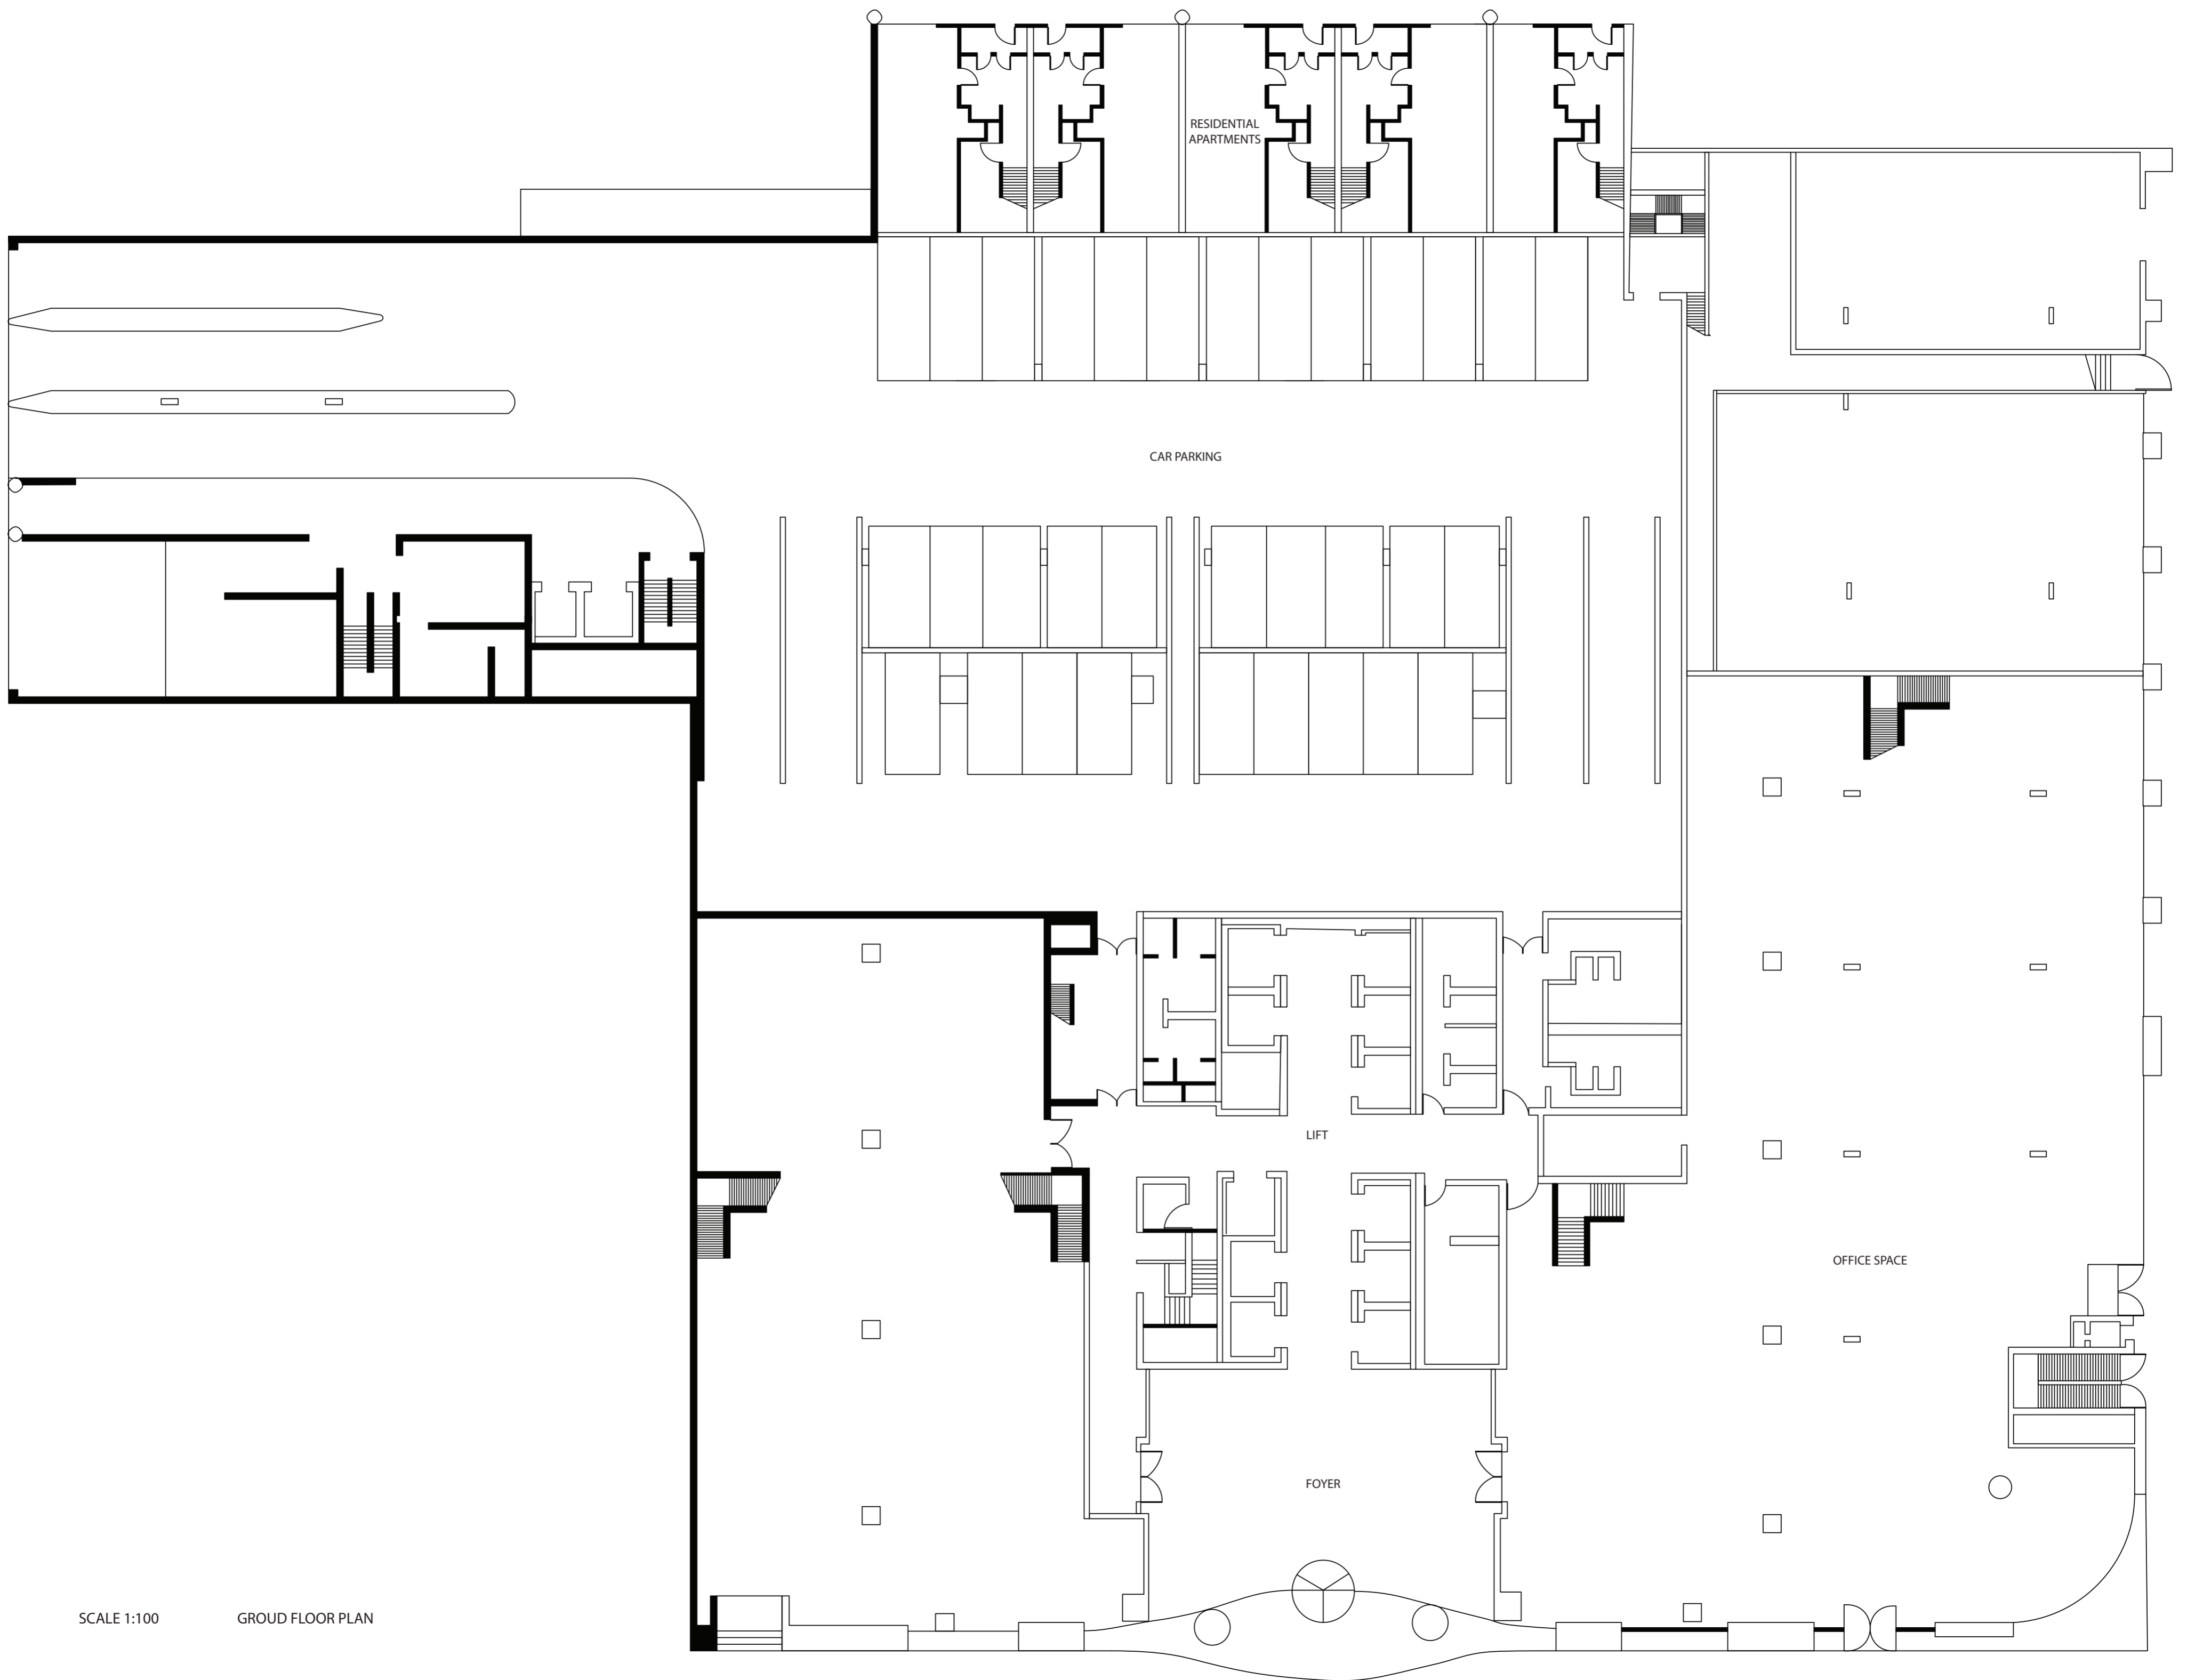 RESIDENTIAL
APARTMENTS
CAR PARKING
LIFT
OFFICE SPACE
FOYER
SCALE 1:100
GROUD FLOOR PLAN